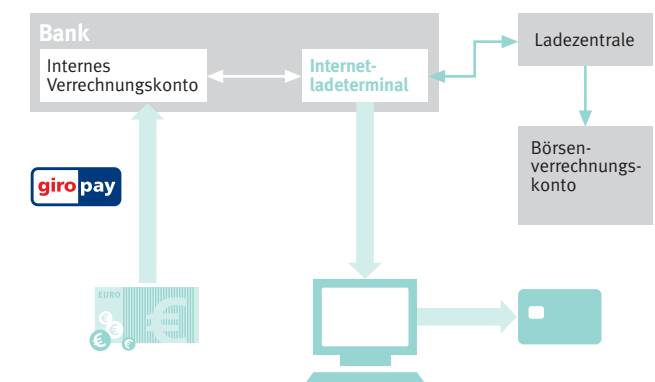 Bank
Internes
Verrechnungskonto
Internet-
ladeterminal
Ladezentrale
Börsen-
verrechnungs-
konto
giropay
EURO
€
€
€
€
€